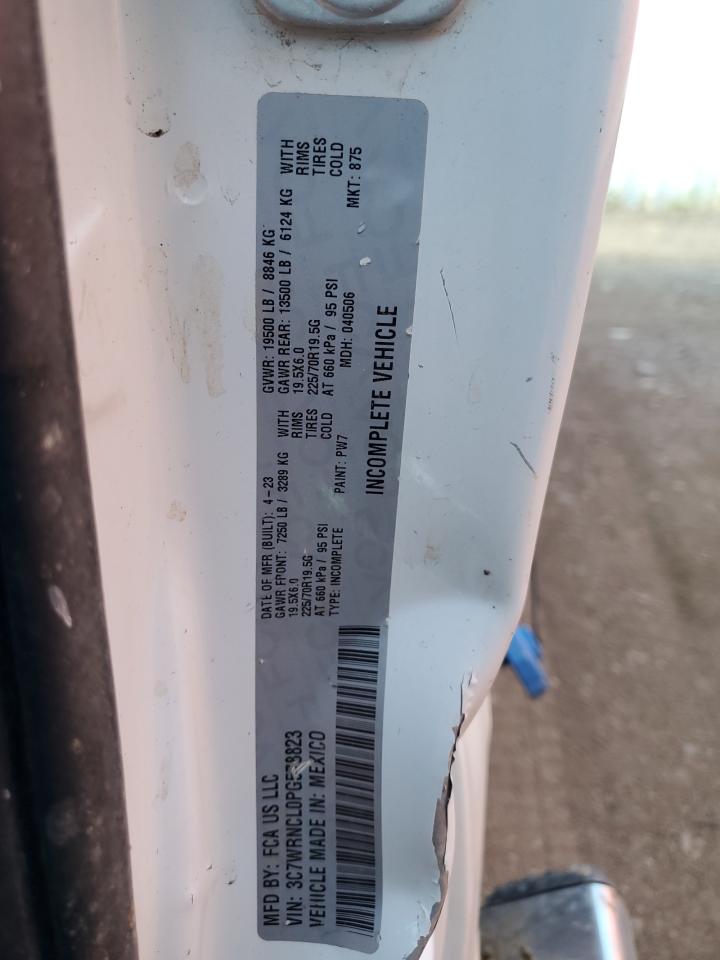 MFD BY: FCA US LLC
VIN:
VEHICLE MADE IN: MEXICO
DATE OF MFR (BUILT): 4-23 GVWR: 19500 LB / 8846 KG
GAWR FRONT: 7250 LB / 3289 KG WITH GAWR REAR: 13500 LB / 6124 KG WITH
19.5X6.0 RIMS 19.5X6.0 RIMS
225/70R19.5G TIRES 225/70R19.5G TIRES
AT 660 kPa / 95 PSI COLD AT 660 kPa / 95 PSI COLD
TYPE: INCOMPLETE PAINT: PW7 MDH: 040506 MKT: 875
INCOMPLETE VEHICLE